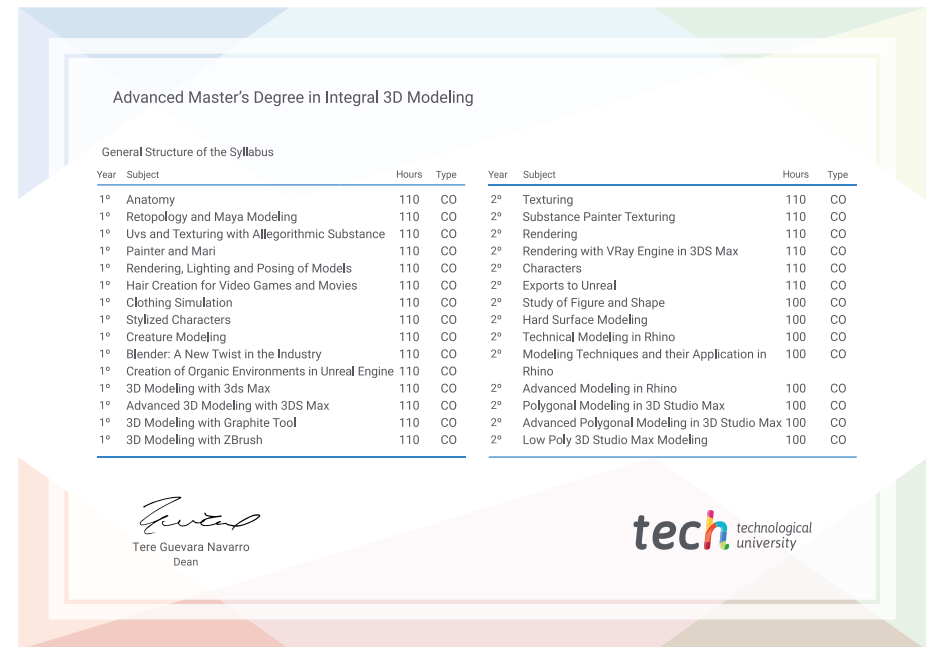 Advanced Master's Degree in Integral 3D Modeling
General Structure of the Syllabus
Year Subject Hours Type
1º Anatomy 110 CO
1º Retopology and Maya Modeling 110 CO
1º Uvs and Texturing with Allegorithmic Substance 110 CO
1º Painter and Mari 110 CO
1º Rendering, Lighting and Posing of Models 110 CO
1º Hair Creation for Video Games and Movies 110 CO
1º Clothing Simulation 110 CO
1º Stylized Characters 110 CO
1º Creature Modeling 110 CO
1º Blender: A New Twist in the Industry 110 CO
1º Creation of Organic Environments in Unreal Engine 110 CO
1º 3D Modeling with 3ds Max 110 CO
1º Advanced 3D Modeling with 3DS Max 110 CO
1º 3D Modeling with Graphite Tool 110 CO
1º 3D Modeling with ZBrush 110 CO
Year Subject Hours Type
2º Texturing 110 CO
2º Substance Painter Texturing 110 CO
2º Rendering 110 CO
2º Rendering with VRay Engine in 3DS Max 110 CO
2º Characters 110 CO
2º Exports to Unreal 110 CO
2º Study of Figure and Shape 100 CO
2º Hard Surface Modeling 100 CO
2º Technical Modeling in Rhino 100 CO
2º Modeling Techniques and their Application in 100 CO
Rhino
2º Advanced Modeling in Rhino 100 CO
2º Polygonal Modeling in 3D Studio Max 100 CO
2º Advanced Polygonal Modeling in 3D Studio Max 100 CO
2º Low Poly 3D Studio Max Modeling 100 CO
Tere Guevara Navarro
Dean
tech technological
university